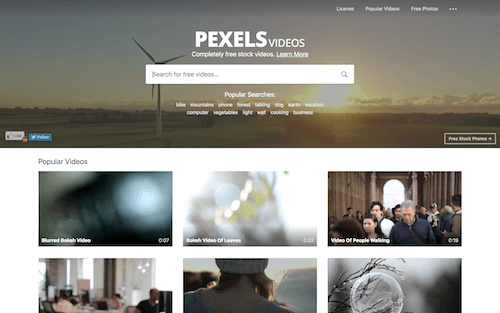 License Popular Videos Free Photos •••
PEXELS VIDEOS
Completely free stock videos. Learn More
Search for free videos...
Popular Searches:
bike mountains phone forest talking dog earth vacation
computer vegetables light wall cooking business
Like
Follow
Free Stock Photos →
Popular Videos
Blurred Bokeh Video 0:07
Bokeh Video Of Leaves 0:22
Video Of People Walking 0:19